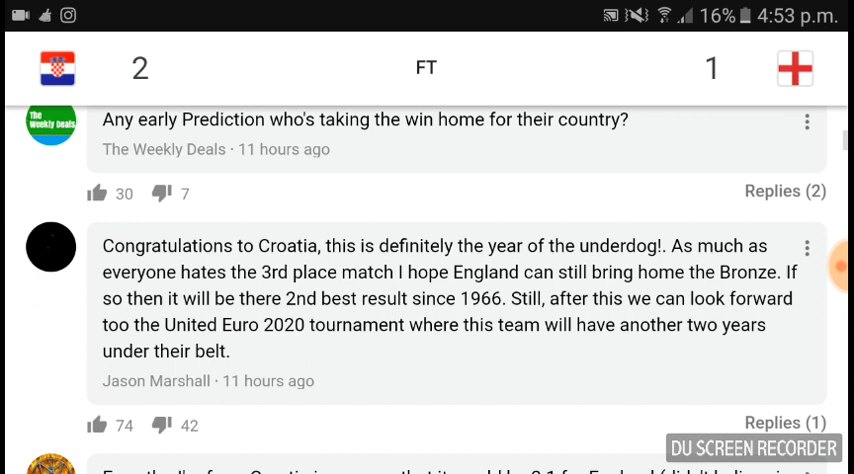 16% 4:53 p.m.
2 FT 1
The
Weekly Deals
Any early Prediction who's taking the win home for their country?
The Weekly Deals · 11 hours ago
30 7 Replies (2)
Congratulations to Croatia, this is definitely the year of the underdog!. As much as
everyone hates the 3rd place match I hope England can still bring home the Bronze. If
so then it will be there 2nd best result since 1966. Still, after this we can look forward
too the United Euro 2020 tournament where this team will have another two years
under their belt.
Jason Marshall · 11 hours ago
74 42 Replies (1)
DU SCREEN RECORDER